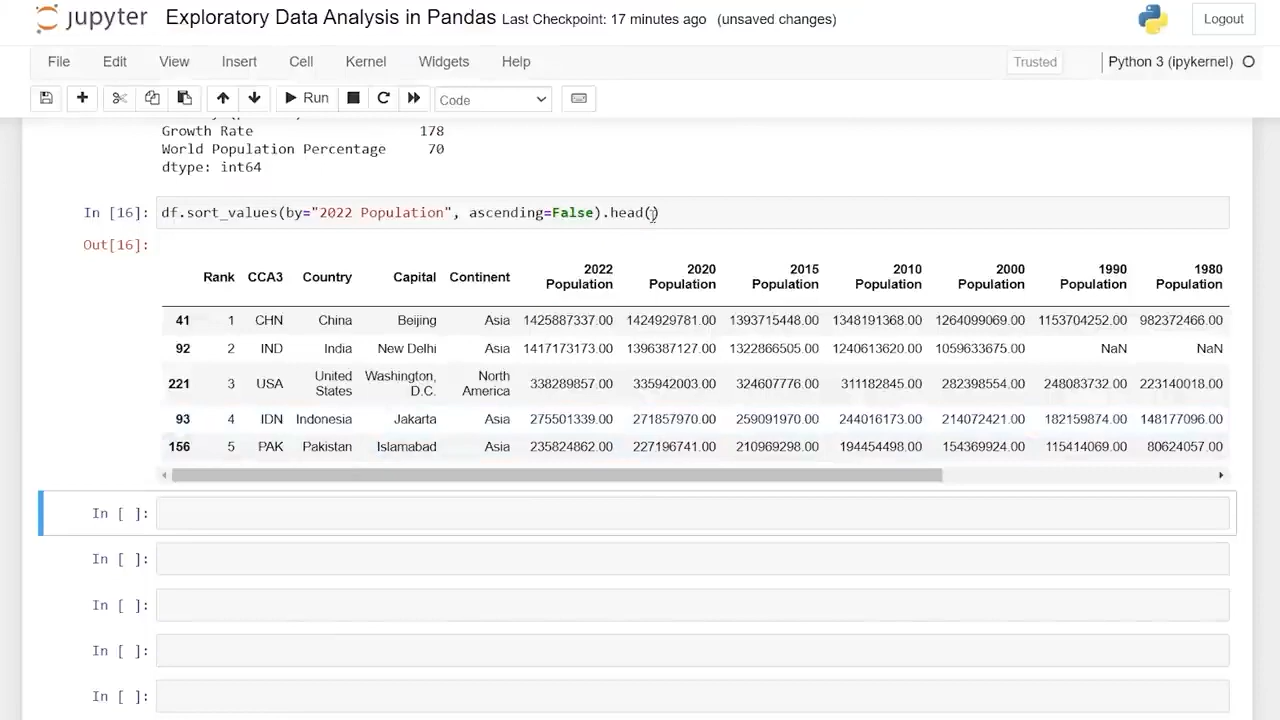 jupyter Exploratory Data Analysis in Pandas Last Checkpoint: 17 minutes ago (unsaved changes) Logout
File Edit View Insert Cell Kernel Widgets Help Trusted Python 3 (ipykernel)
Run Code
Growth Rate 178
World Population Percentage 70
dtype: int64
In [16]: df.sort_values(by="2022 Population", ascending=False).head()
Out[16]:
Rank CCA3 Country Capital Continent 2022 Population 2020 Population 2015 Population 2010 Population 2000 Population 1990 Population 1980 Population
41 1 CHN China Beijing Asia 1425887337.00 1424929781.00 1393715448.00 1348191368.00 1264099069.00 1153704252.00 982372466.00
92 2 IND India New Delhi Asia 1417173173.00 1396387127.00 1322866505.00 1240613620.00 1059633675.00 NaN NaN
221 3 USA United States Washington, D.C. North America 338289857.00 335942003.00 324607776.00 311182845.00 282398554.00 248083732.00 223140018.00
93 4 IDN Indonesia Jakarta Asia 275501339.00 271857970.00 259091970.00 244016173.00 214072421.00 182159874.00 148177096.00
156 5 PAK Pakistan Islamabad Asia 235824862.00 227196741.00 210969298.00 194454498.00 154369924.00 115414069.00 80624057.00
In [ ]:
In [ ]:
In [ ]:
In [ ]:
In [ ]: